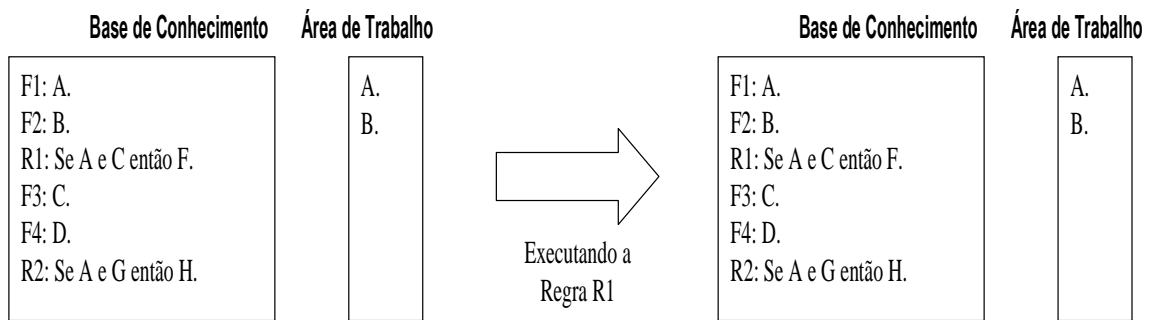 Base de Conhecimento
Área de Trabalho
F1: A.
F2: B.
R1: Se A e C então F.
F3: C.
F4: D.
R2: Se A e G então H.
A.
B.
Executando a
Regra R1
Base de Conhecimento
Área de Trabalho
F1: A.
F2: B.
R1: Se A e C então F.
F3: C.
F4: D.
R2: Se A e G então H.
A.
B.